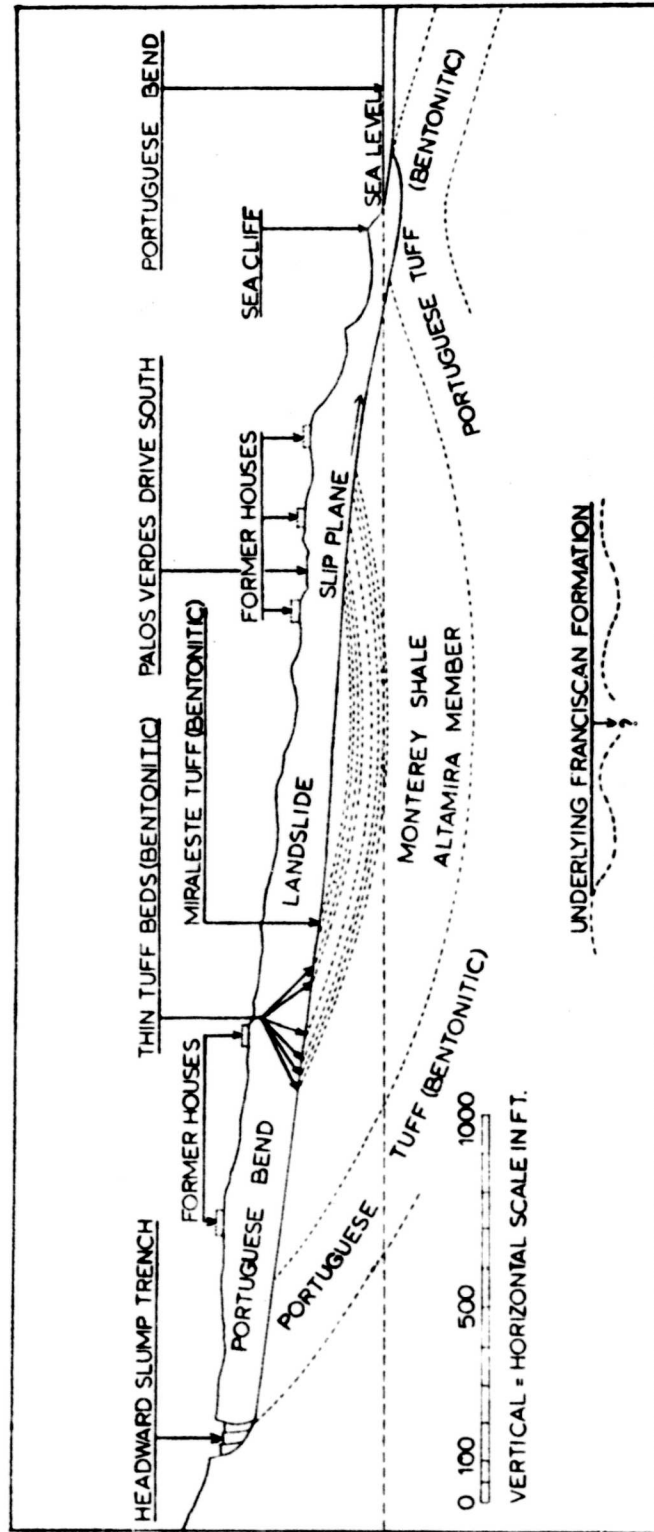 HEADWARD SLUMP TRENCH
FORMER HOUSES
THIN TUFF BEDS (BENTONITIC)
MIRALESTE TUFF (BENTONITIC)
PALOS VERDES DRIVE SOUTH
FORMER HOUSES
SEA CLIFF
PORTUGUESE BEND
SEA LEVEL
PORTUGUESE BEND
LANDSLIDE
SLIP PLANE
PORTUGUESE TUFF (BENTONITIC)
MONTEREY SHALE
ALTAMIRA MEMBER
PORTUGUESE TUFF (BENTONITIC)
0 100 500 1000
VERTICAL = HORIZONTAL SCALE IN FT.
UNDERLYING FRANCISCAN FORMATION
?